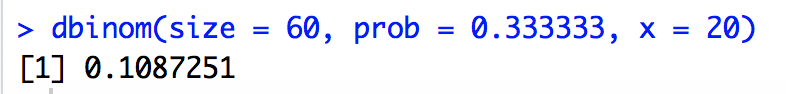 > dbinom(size = 60, prob = 0.333333, x = 20)
[1] 0.1087251